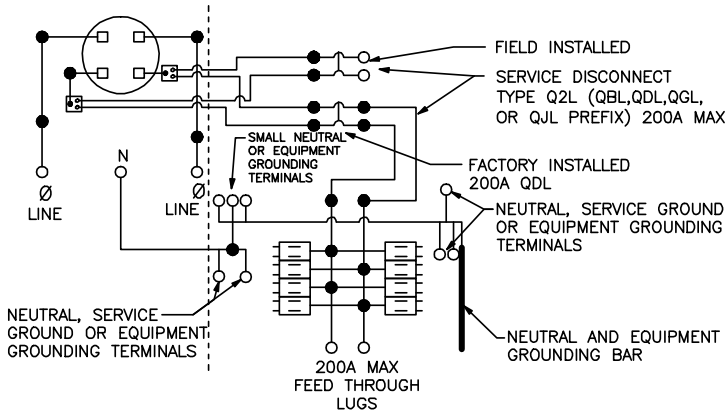 FIELD INSTALLED
SERVICE DISCONNECT
TYPE Q2L (QBL,QDL,QGL,
OR QJL PREFIX) 200A MAX
SMALL NEUTRAL
OR EQUIPMENT
GROUNDING
TERMINALS
N
FACTORY INSTALLED
200A QDL
Ø
LINE
Ø
LINE
NEUTRAL, SERVICE GROUND
OR EQUIPMENT GROUNDING
TERMINALS
NEUTRAL, SERVICE
GROUND OR EQUIPMENT
GROUNDING TERMINALS
NEUTRAL AND EQUIPMENT
GROUNDING BAR
200A MAX
FEED THROUGH
LUGS